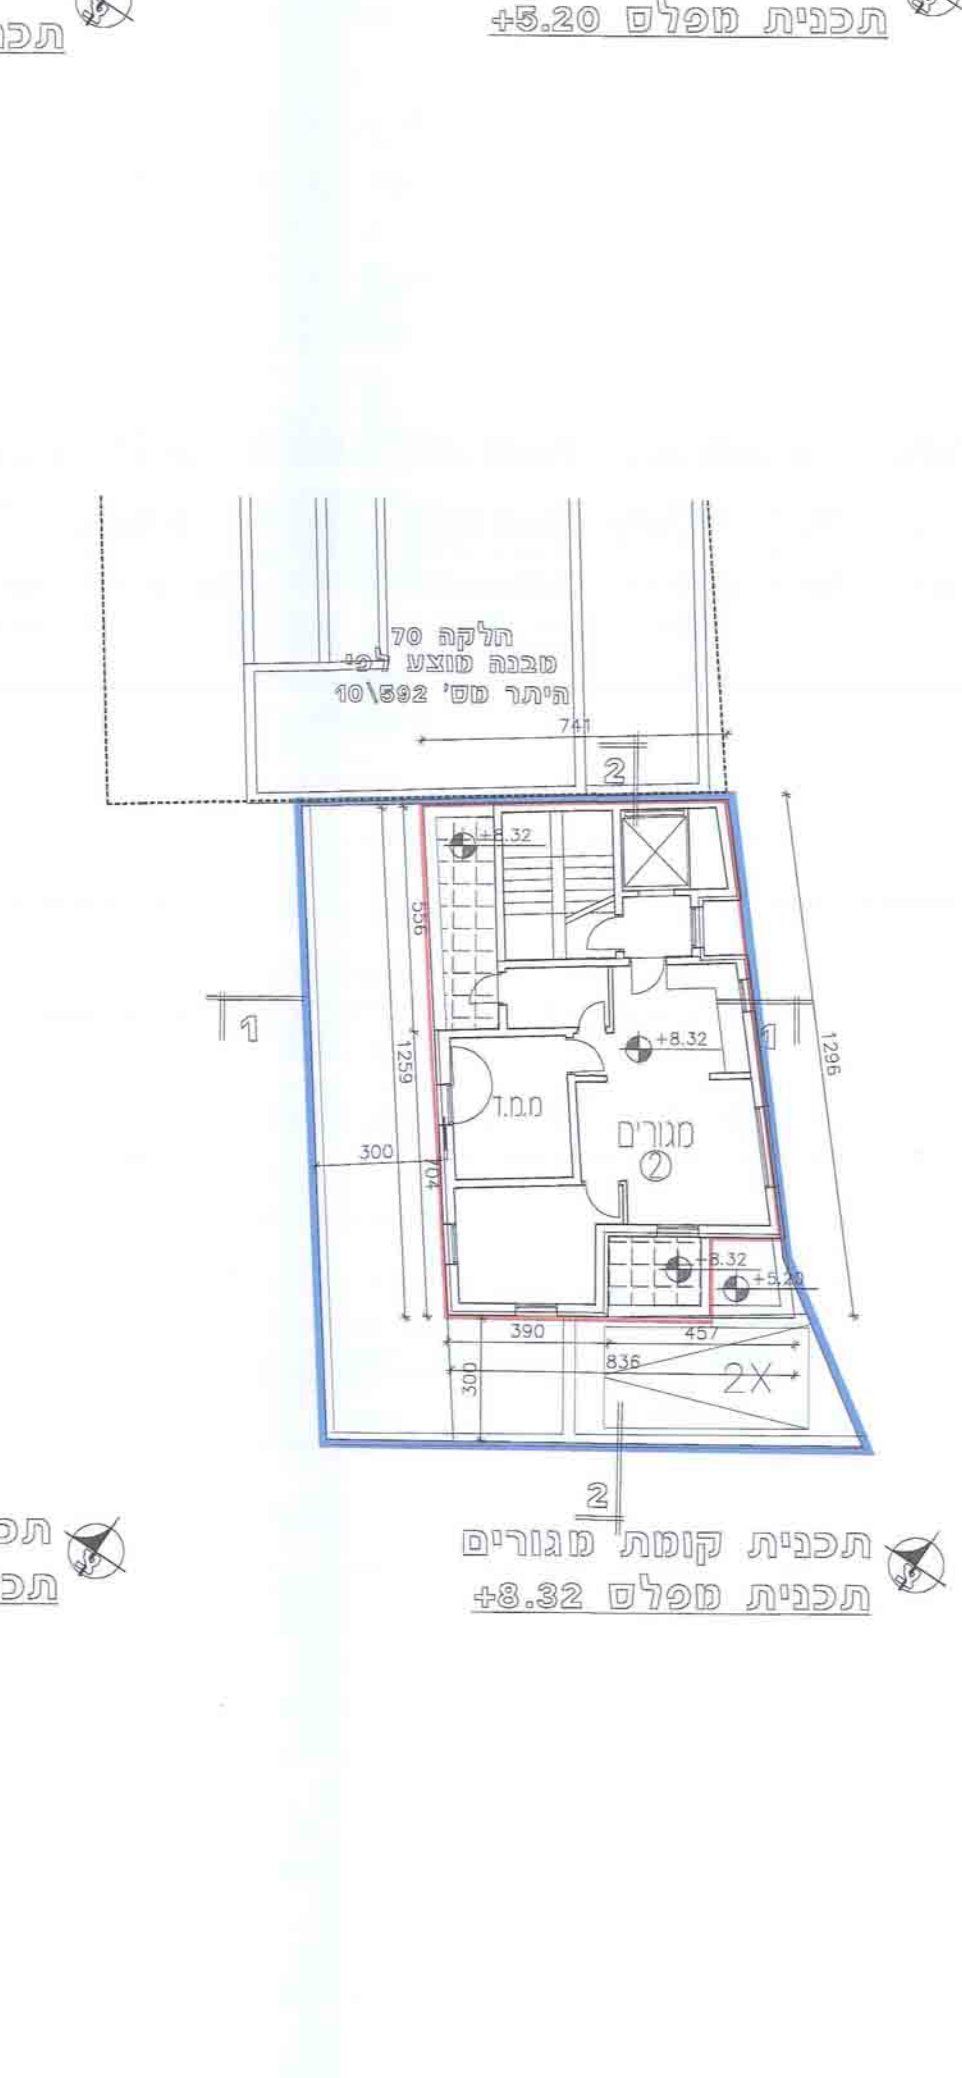 תכנית מפלס +5.20
חלקה 70
מבנה מוצע לפי
היתר מס' 592\10
741
2
+8.32
556
1
1
+8.32
1296
1259
ממ.ד
מגורים
2
300
704
+8.32
+5.20
390
457
836
300
2X
2
תכנית קומת מגורים
תכנית מפלס +8.32